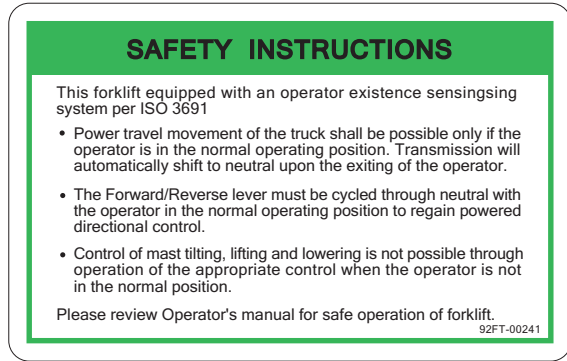 SAFETY INSTRUCTIONS
This forklift equipped with an operator existence sensingsing
system per ISO 3691
• Power travel movement of the truck shall be possible only if the
operator is in the normal operating position. Transmission will
automatically shift to neutral upon the exiting of the operator.
• The Forward/Reverse lever must be cycled through neutral with
the operator in the normal operating position to regain powered
directional control.
• Control of mast tilting, lifting and lowering is not possible through
operation of the appropriate control when the operator is not
in the normal position.
Please review Operator's manual for safe operation of forklift.
92FT-00241